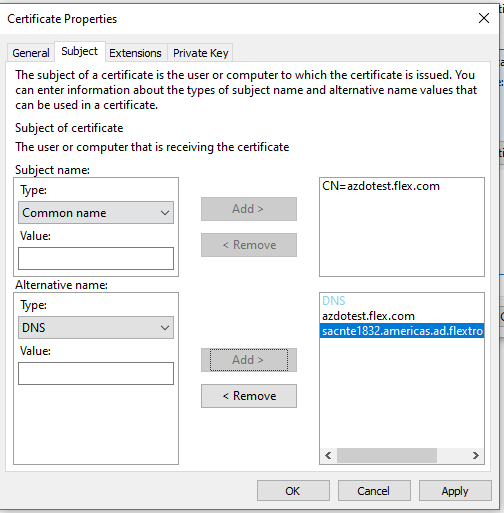 Certificate Properties
General Subject Extensions Private Key
The subject of a certificate is the user or computer to which the certificate is issued. You
can enter information about the types of subject name and alternative name values that
can be used in a certificate.
Subject of certificate
The user or computer that is receiving the certificate
Subject name:
Type:
Common name
Value:
Add >
< Remove
CN=azdotest.flex.com
Alternative name:
Type:
DNS
Value:
Add >
< Remove
DNS
azdotest.flex.com
sacnte1832.americas.ad.flextro
OK Cancel Apply